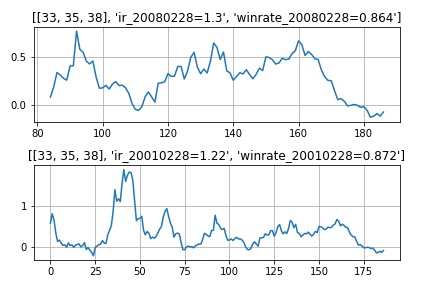 [[33, 35, 38], 'ir_20080228=1.3', 'winrate_20080228=0.864']
0.5
0.0
80 100 120 140 160 180
[[33, 35, 38], 'ir_20010228=1.22', 'winrate_20010228=0.872']
1
0
0 25 50 75 100 125 150 175